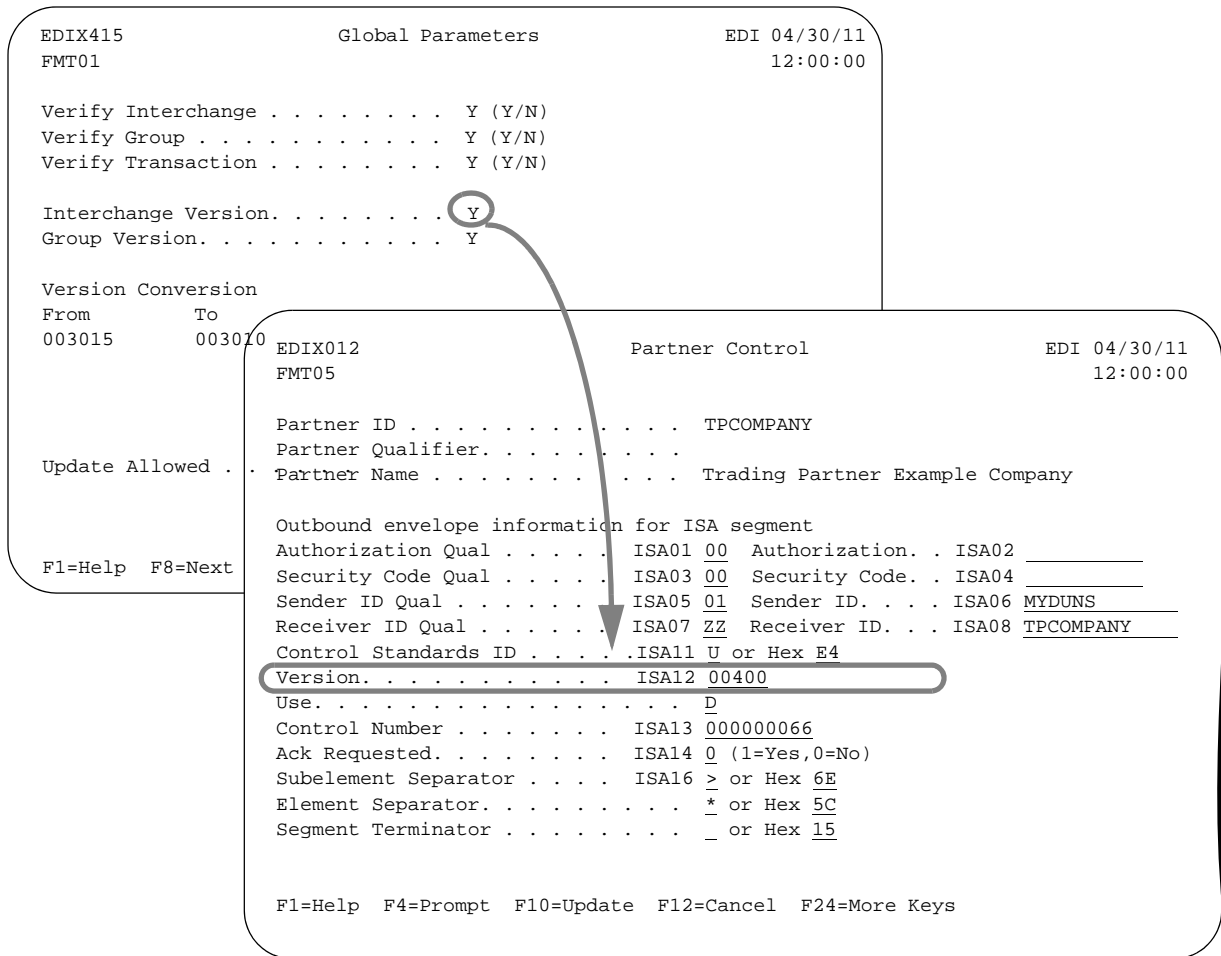 EDIX415 Global Parameters EDI 04/30/11
FMT01 12:00:00
Verify Interchange . . . . . . . . Y (Y/N)
Verify Group . . . . . . . . . . . Y (Y/N)
Verify Transaction . . . . . . . . Y (Y/N)
Interchange Version. . . . . . . . Y
Group Version. . . . . . . . . . . Y
Version Conversion
From To
003015 003010
Update Allowed . . . . . .
F1=Help F8=Next
EDIX012 Partner Control EDI 04/30/11
FMT05 12:00:00
Partner ID . . . . . . . . . . . . TPCOMPANY
Partner Qualifier. . . . . . . . .
Partner Name . . . . . . . . . . . Trading Partner Example Company
Outbound envelope information for ISA segment
Authorization Qual . . . . . ISA01 00 Authorization. . ISA02
Security Code Qual . . . . . ISA03 00 Security Code. . ISA04
Sender ID Qual . . . . . . . ISA05 01 Sender ID. . . . ISA06 MYDUNS
Receiver ID Qual . . . . . . ISA07 ZZ Receiver ID. . . ISA08 TPCOMPANY
Control Standards ID . . . . .ISA11 U or Hex E4
Version. . . . . . . . . . . ISA12 00400
Use. . . . . . . . . . . . . . . . D
Control Number . . . . . . . ISA13 000000066
Ack Requested. . . . . . . . ISA14 0 (1=Yes,0=No)
Subelement Separator . . . . ISA16 > or Hex 6E
Element Separator. . . . . . . . . * or Hex 5C
Segment Terminator . . . . . . . . _ or Hex 15
F1=Help F4=Prompt F10=Update F12=Cancel F24=More Keys